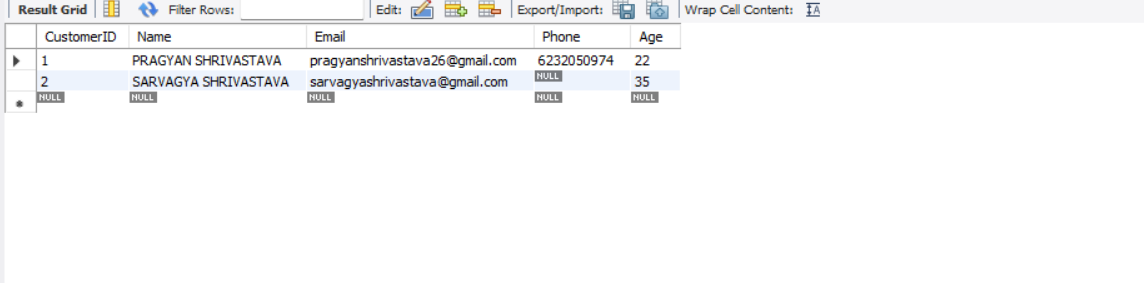 Result Grid Filter Rows: Edit: Export/Import: Wrap Cell Content: IA
CustomerID Name Email Phone Age
1 PRAGYAN SHRIVASTAVA pragyanshrivastava26@gmail.com 6232050974 22
2 SARVAGYA SHRIVASTAVA sarvagyashrivastava@gmail.com NULL 35
NULL NULL NULL NULL NULL